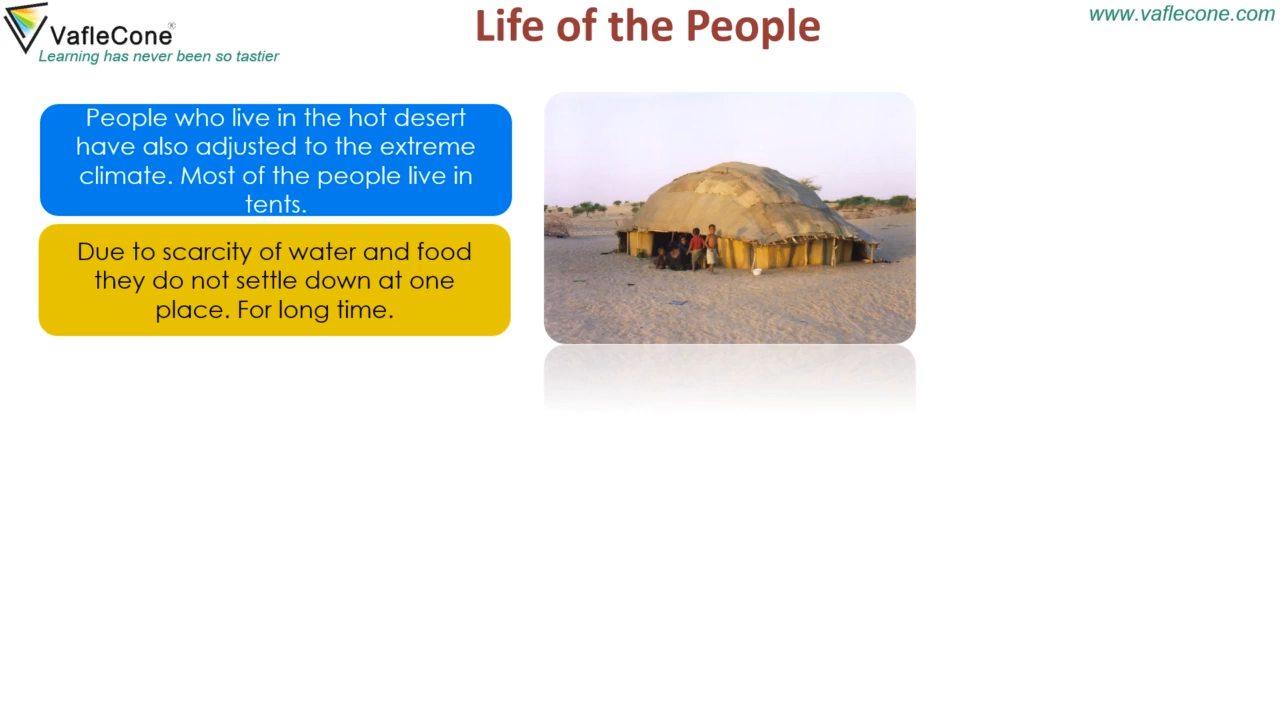 VafleCone®
Learning has never been so tastier
Life of the People
www.vaflecone.com
People who live in the hot desert
have also adjusted to the extreme
climate. Most of the people live in
tents.
Due to scarcity of water and food
they do not settle down at one
place. For long time.